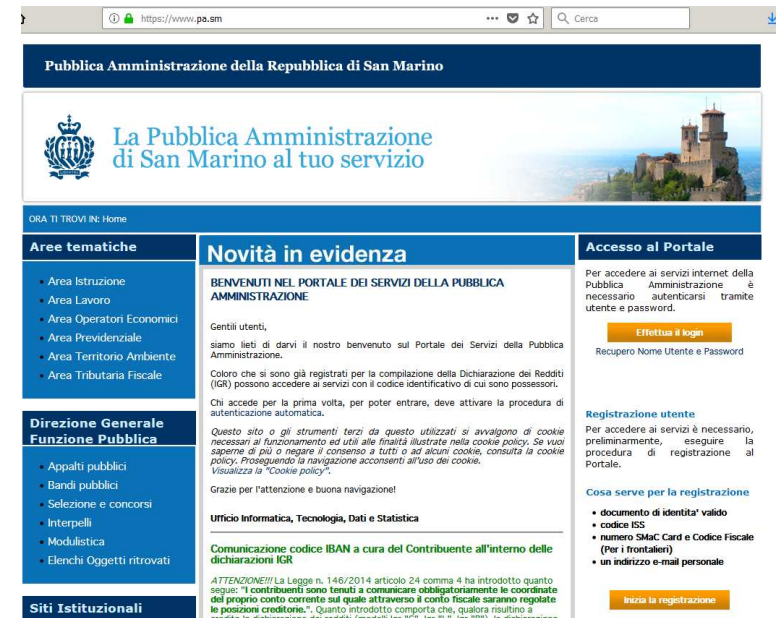 https://www.pa.sm
Cerca
Pubblica Amministrazione della Repubblica di San Marino
La Pubblica Amministrazione
di San Marino al tuo servizio
ORA TI TROVI IN: Home
Aree tematiche
Area Istruzione
Area Lavoro
Area Operatori Economici
Area Previdenziale
Area Territorio Ambiente
Area Tributaria Fiscale
Direzione Generale
Funzione Pubblica
Appalti pubblici
Bandi pubblici
Selezione e concorsi
Interpelli
Modulistica
Elenchi Oggetti ritrovati
Siti Istituzionali
Novità in evidenza
BENVENUTI NEL PORTALE DEI SERVIZI DELLA PUBBLICA
AMMINISTRAZIONE
Gentili utenti,
siamo lieti di darvi il nostro benvenuto sul Portale dei Servizi della Pubblica
Amministrazione.
Coloro che si sono già registrati per la compilazione della Dichiarazione dei Redditi
(IGR) possono accedere ai servizi con il codice identificativo di cui sono possessori.
Chi accede per la prima volta, per poter entrare, deve attivare la procedura di
autenticazione automatica.
Questo sito o gli strumenti terzi da questo utilizzati si avvalgono di cookie
necessari al funzionamento ed utili alle finalità illustrate nella cookie policy. Se vuoi
saperne di più o negare il consenso a tutti o ad alcuni cookie, consulta la cookie
policy. Proseguendo la navigazione acconsenti all'uso dei cookie.
Visualizza la "Cookie policy".
Grazie per l'attenzione e buona navigazione!
Ufficio Informatica, Tecnologia, Dati e Statistica
Comunicazione codice IBAN a cura del Contribuente all'interno delle
dichiarazioni IGR
ATTENZIONE!!! La Legge n. 146/2014 articolo 24 comma 4 ha introdotto quanto
segue: "I contribuenti sono tenuti a comunicare obbligatoriamente le coordinate
del proprio conto corrente sul quale attraverso il conto fiscale saranno regolate
le posizioni creditorie.". Quanto introdotto comporta che, qualora risultino a
Accesso al Portale
Per accedere ai servizi internet della
Pubblica Amministrazione è
necessario autenticarsi tramite
utente e password.
Effettua il login
Recupero Nome Utente e Password
Registrazione utente
Per accedere ai servizi è necessario,
preliminarmente, eseguire la
procedura di registrazione al
Portale.
Cosa serve per la registrazione
documento di identita' valido
codice ISS
numero SMaC Card e Codice Fiscale
(Per i frontalieri)
un indirizzo e-mail personale
Inizia la registrazione